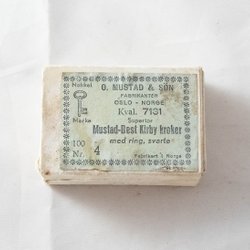 Nøkkel
O. MUSTAD & SØN
FABRIKANTER
OSLO - NORGE
Kval. 7131
Marke
Superior
Mustad-Best Kirby kroker
100
med ring, svarte
Nr. 4
Fabrikert i Norge